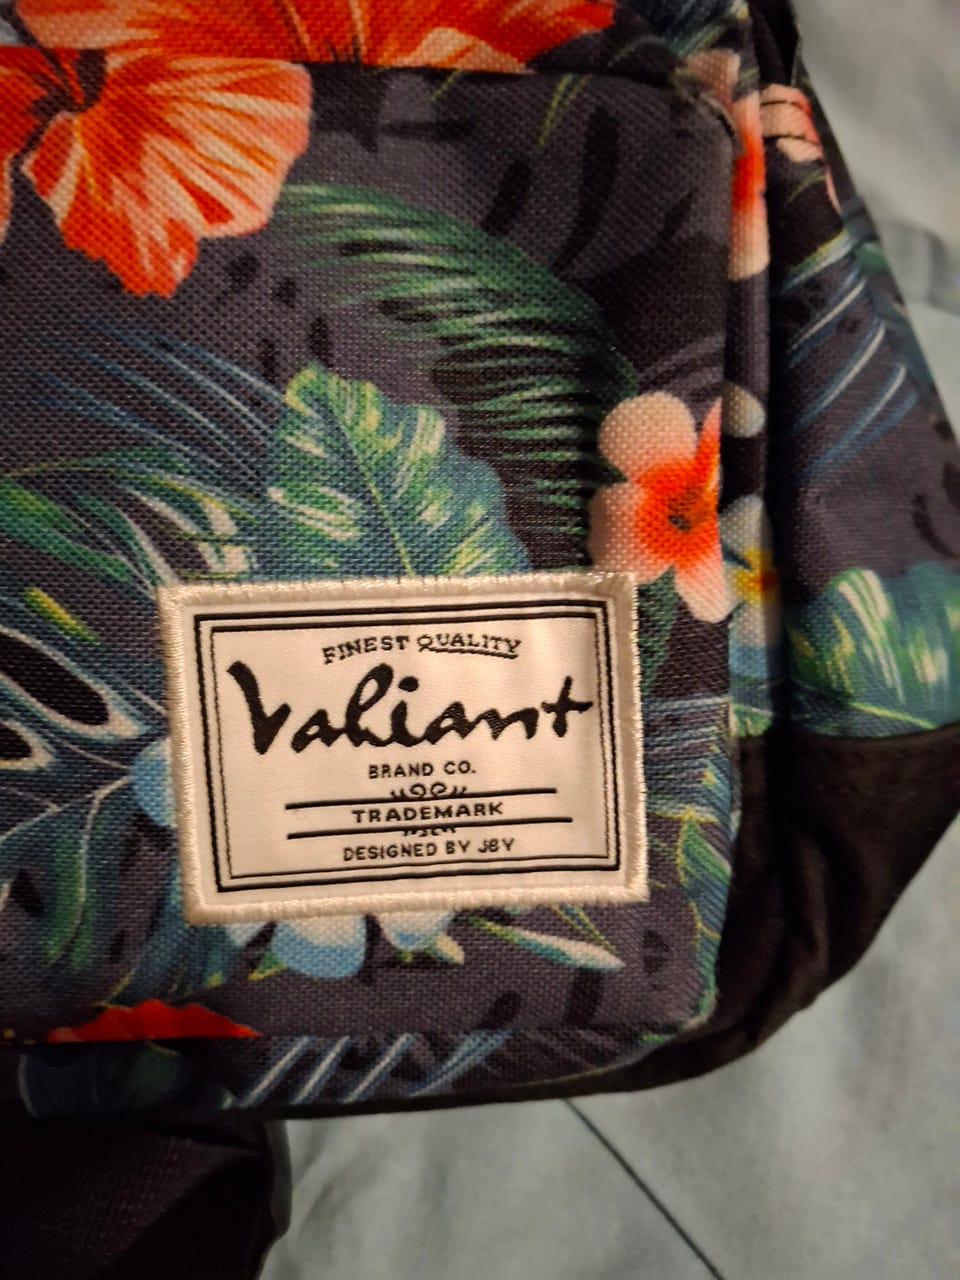 FINEST QUALITY
Valiant
BRAND CO.
TRADEMARK
DESIGNED BY J&Y